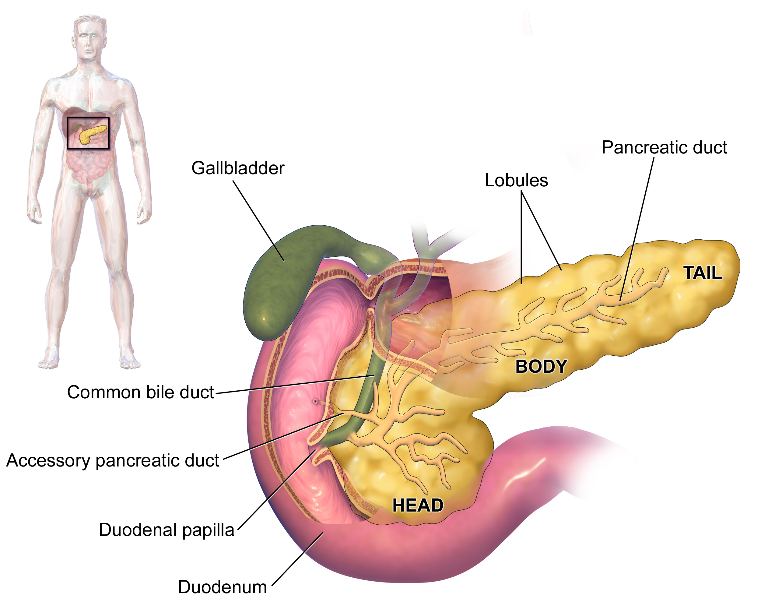 Pancreatic duct
Gallbladder
Lobules
TAIL
BODY
Common bile duct
Accessory pancreatic duct
HEAD
Duodenal papilla
Duodenum